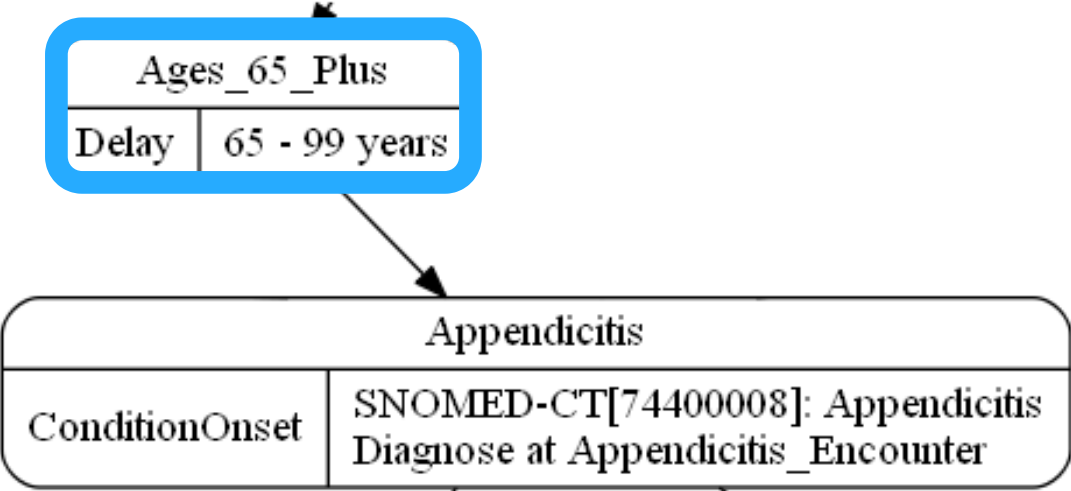 Ages_65_Plus
Delay 65 - 99 years
Appendicitis
ConditionOnset
SNOMED-CT[74400008]: Appendicitis
Diagnose at Appendicitis_Encounter